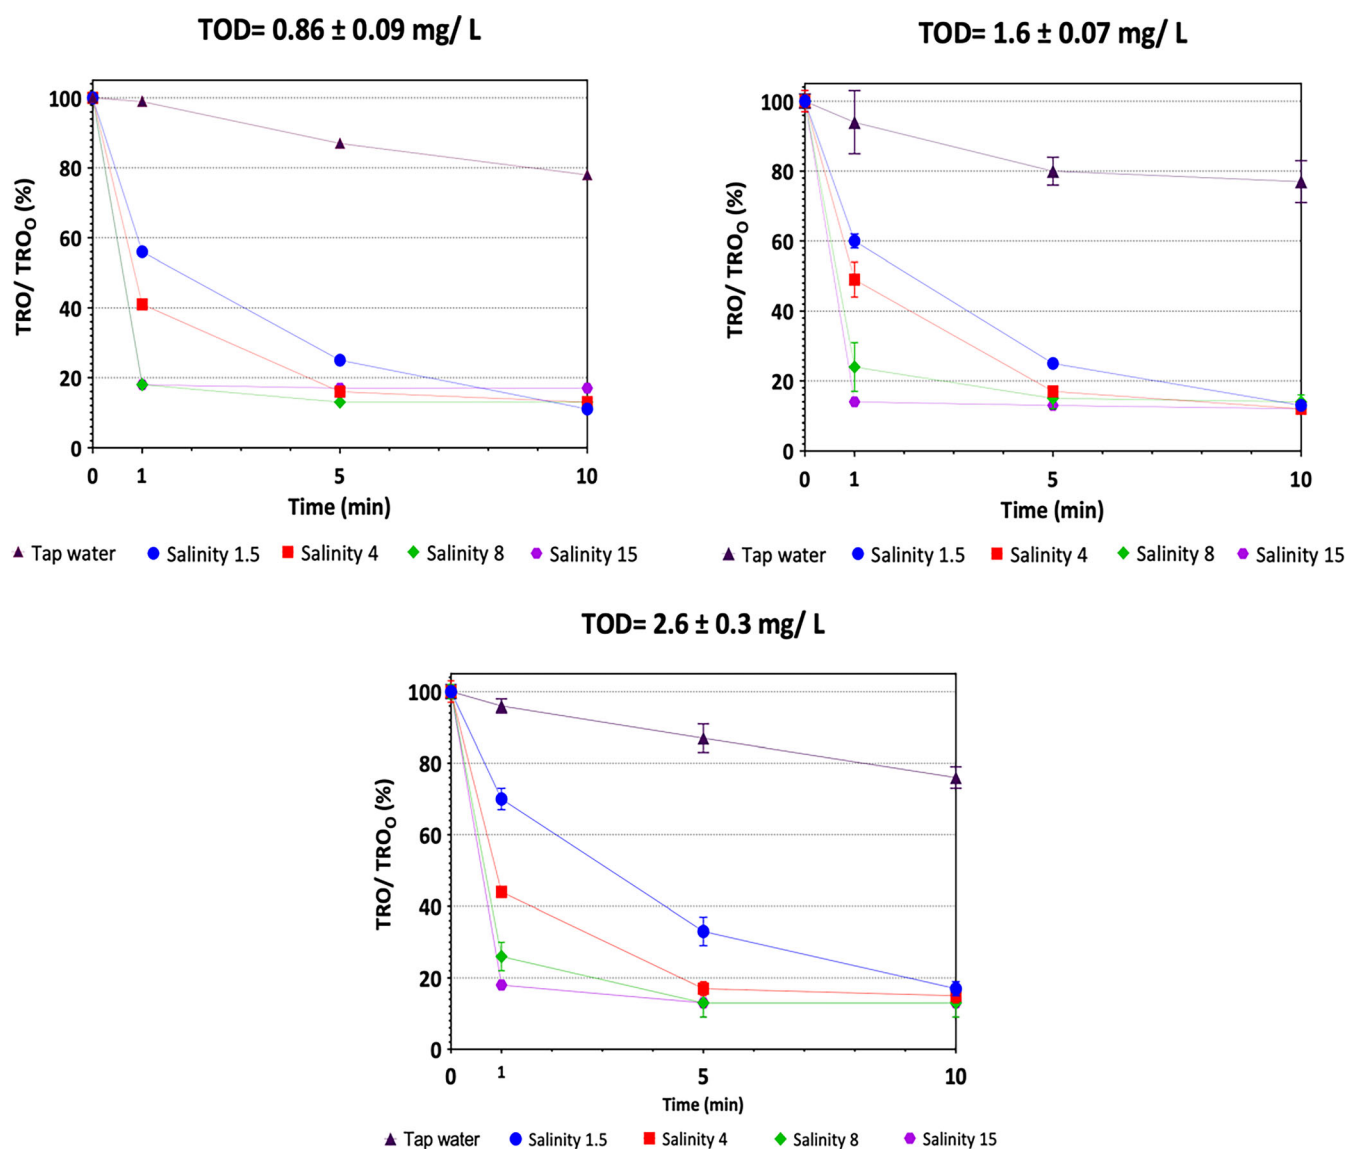 TOD= 0.86 ± 0.09 mg/ L
TRO/ TRO₀ (%)
100
80
60
40
20
0
0 1 5 10
Time (min)
Tap water Salinity 1.5 Salinity 4 Salinity 8 Salinity 15
TOD= 1.6 ± 0.07 mg/ L
TRO/ TRO₀ (%)
100
80
60
40
20
0
0 1 5 10
Time (min)
Tap water Salinity 1.5 Salinity 4 Salinity 8 Salinity 15
TOD= 2.6 ± 0.3 mg/ L
TRO/ TRO₀ (%)
100
80
60
40
20
0
0 1 5 10
Time (min)
Tap water Salinity 1.5 Salinity 4 Salinity 8 Salinity 15